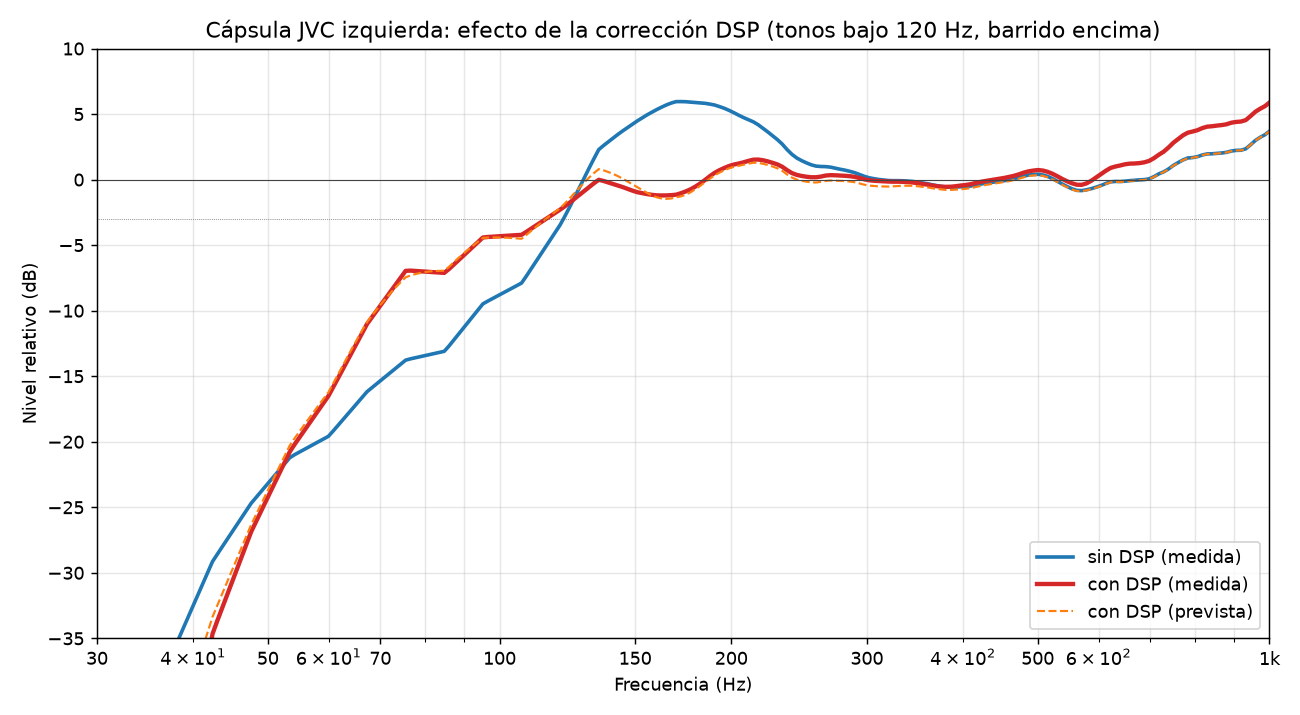 Cápsula JVC izquierda: efecto de la corrección DSP (tonos bajo 120 Hz, barrido encima)
Nivel relativo (dB)
10
5
0
−5
−10
−15
−20
−25
−30
−35
sin DSP (medida)
con DSP (medida)
con DSP (prevista)
30
4 × 10¹
50
6 × 10¹
70
100
150
200
300
4 × 10²
500
6 × 10²
1k
Frecuencia (Hz)